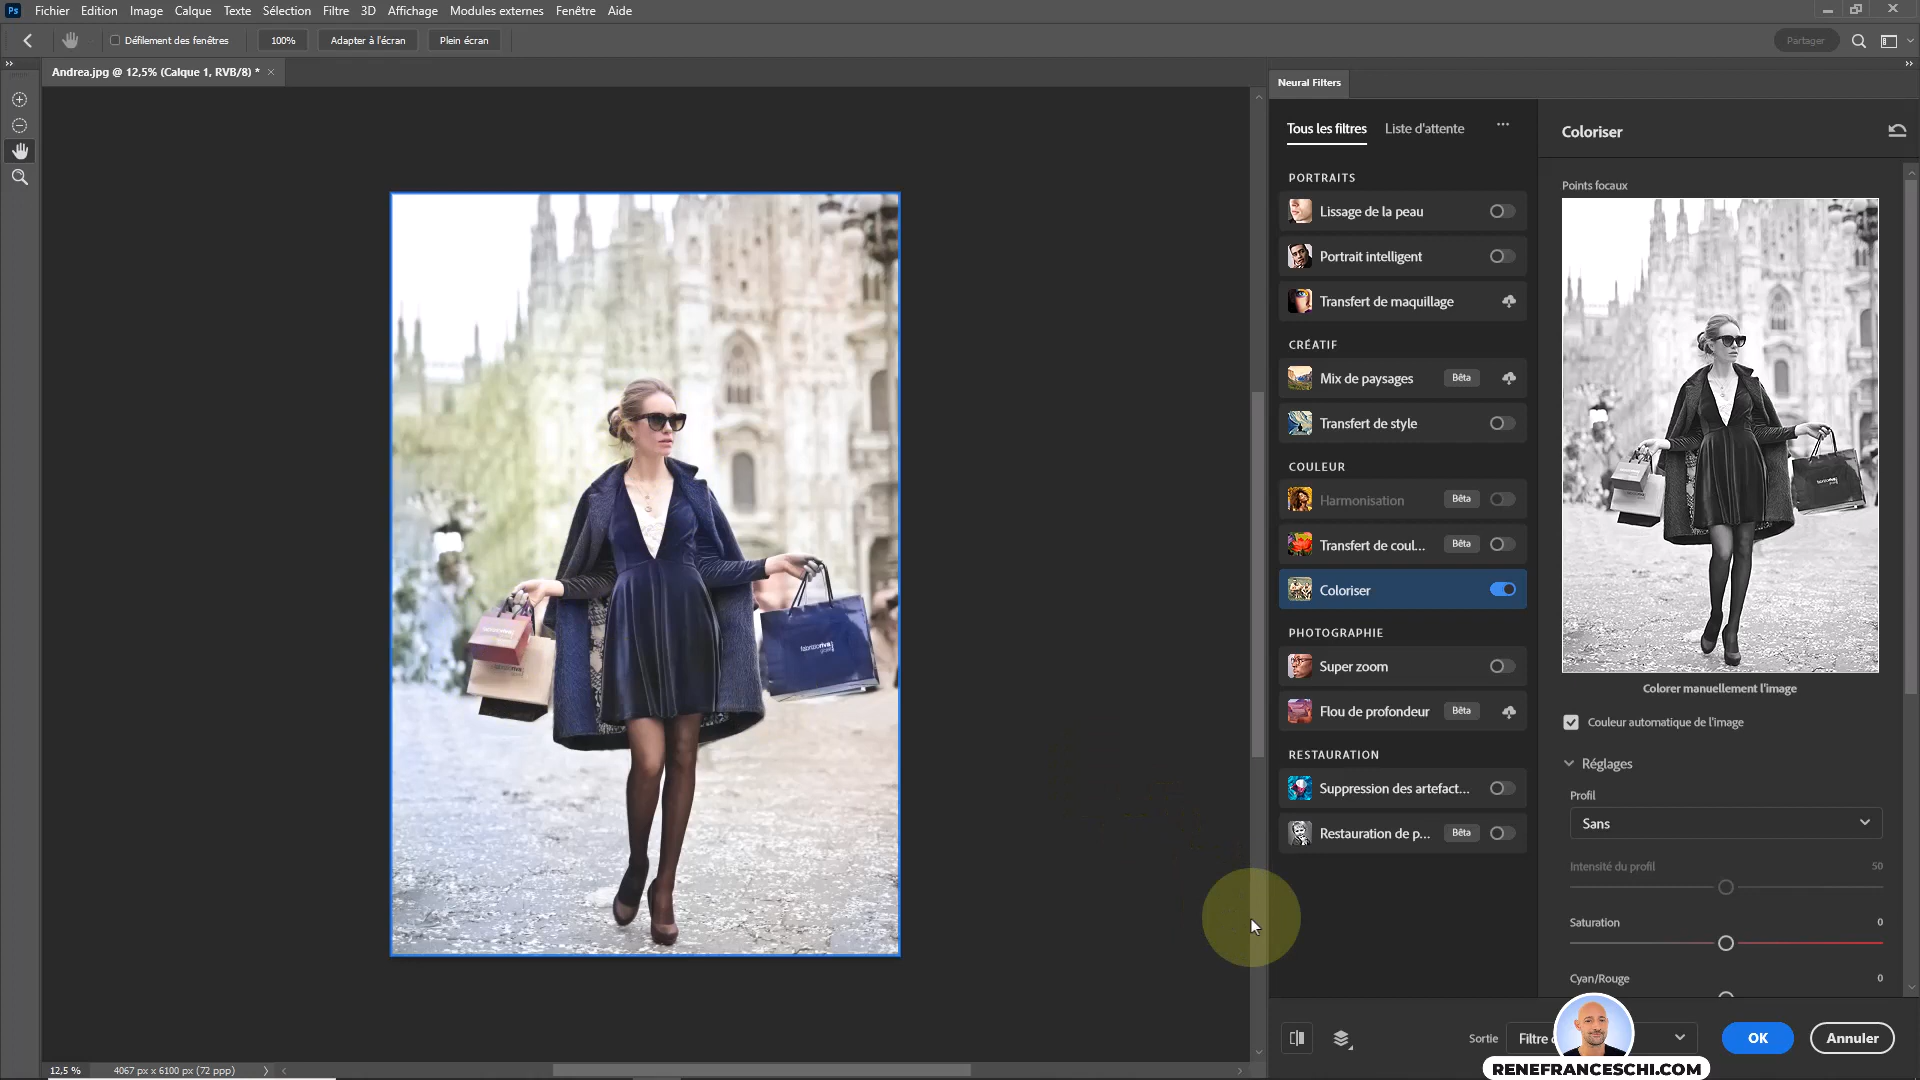 Ps Fichier Edition Image Calque Texte Sélection Filtre 3D Affichage Modules externes Fenêtre Aide
Défilement des fenêtres 100% Adapter à l'écran Plein écran Partager
Andrea.jpg @ 12,5% (Calque 1, RVB/8) *
Neural Filters
Tous les filtres Liste d'attente ...
PORTRAITS
Lissage de la peau
Portrait intelligent
Transfert de maquillage
CRÉATIF
Mix de paysages Bêta
Transfert de style
COULEUR
Harmonisation Bêta
Transfert de coul... Bêta
Coloriser
PHOTOGRAPHIE
Super zoom
Flou de profondeur Bêta
RESTAURATION
Suppression des artefact...
Restauration de p... Bêta
Coloriser
Points focaux
Colorer manuellement l'image
Couleur automatique de l'image
Réglages
Profil
Sans
Intensité du profil 50
Saturation 0
Cyan/Rouge 0
Sortie Filtre OK Annuler
RENEFRANCESCHI.COM
12,5 % 4067 px x 6100 px (72 ppp)